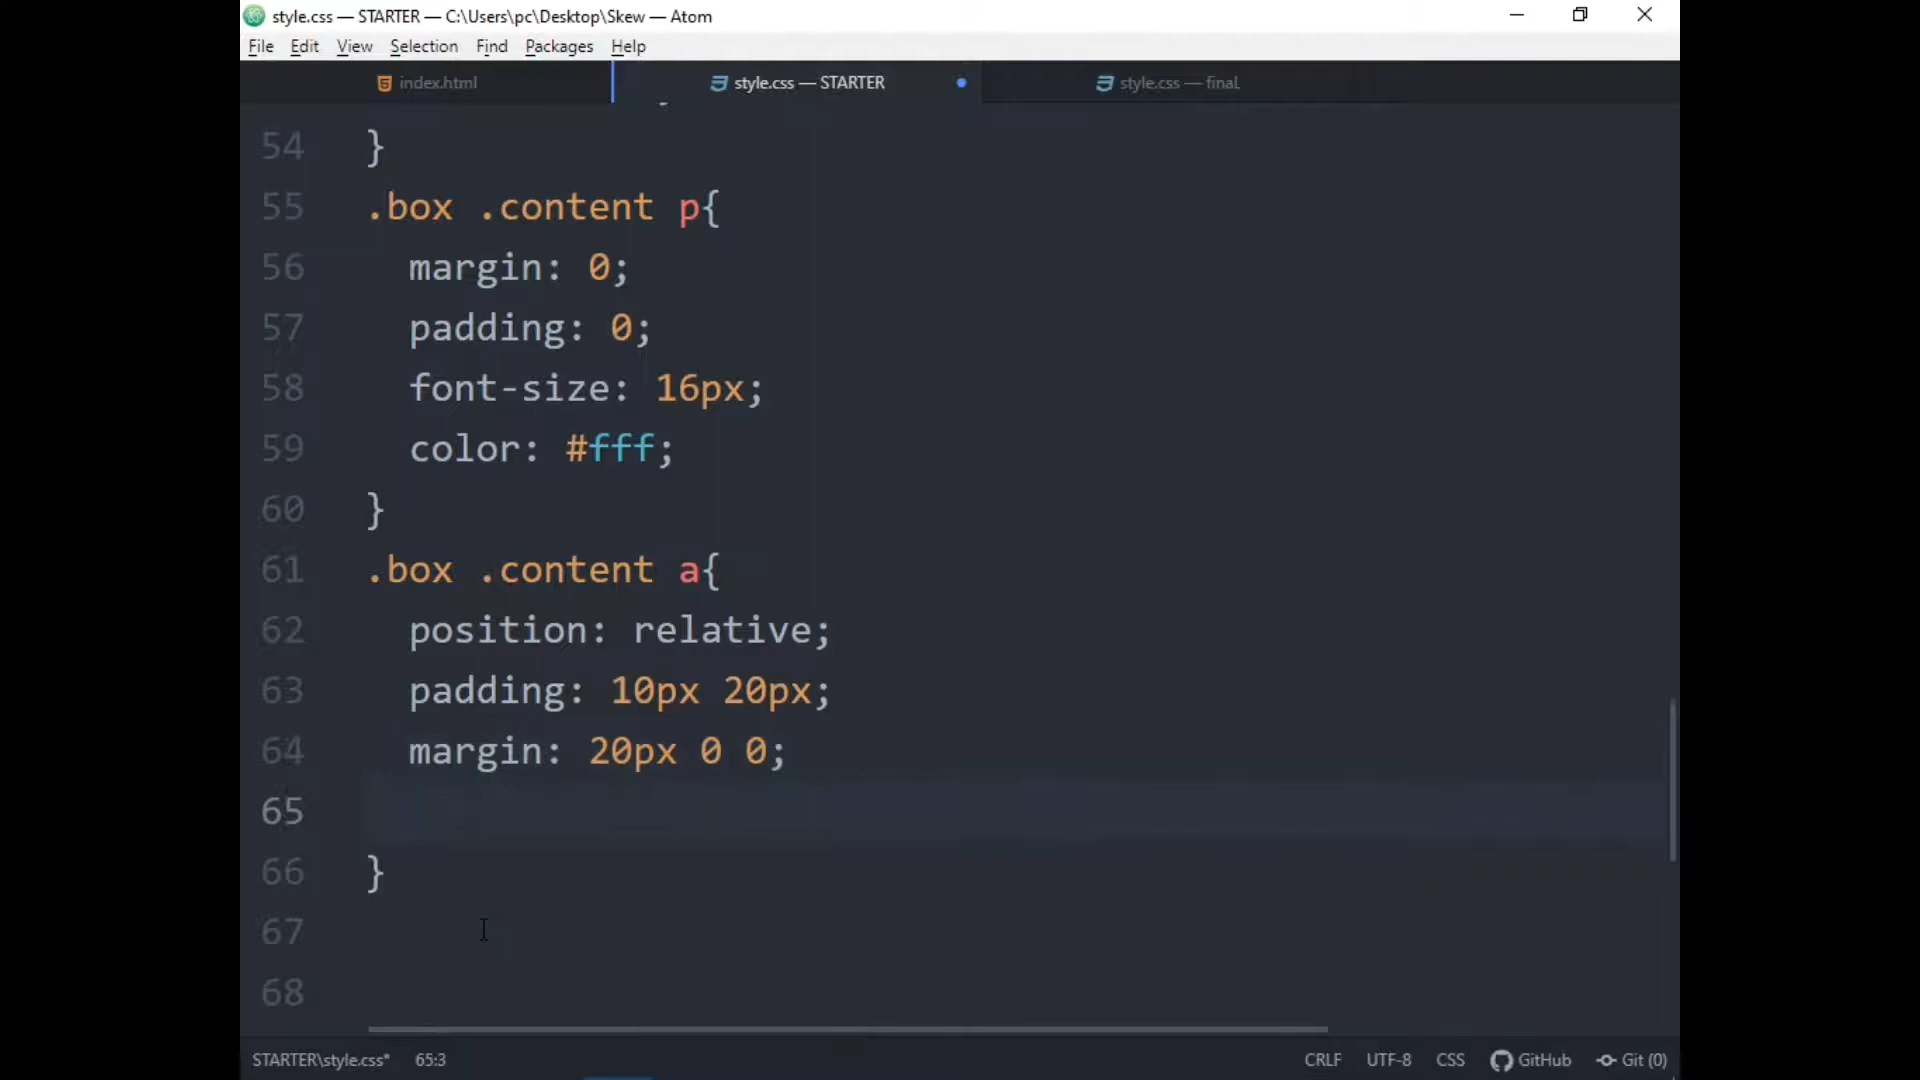 style.css — STARTER — C:\Users\pc\Desktop\Skew — Atom
File Edit View Selection Find Packages Help
index.html style.css — STARTER style.css — final
54 }
55 .box .content p{
56 margin: 0;
57 padding: 0;
58 font-size: 16px;
59 color: #fff;
60 }
61 .box .content a{
62 position: relative;
63 padding: 10px 20px;
64 margin: 20px 0 0;
65
66 }
67
68
STARTER\style.css* 65:3 CRLF UTF-8 CSS GitHub Git (0)